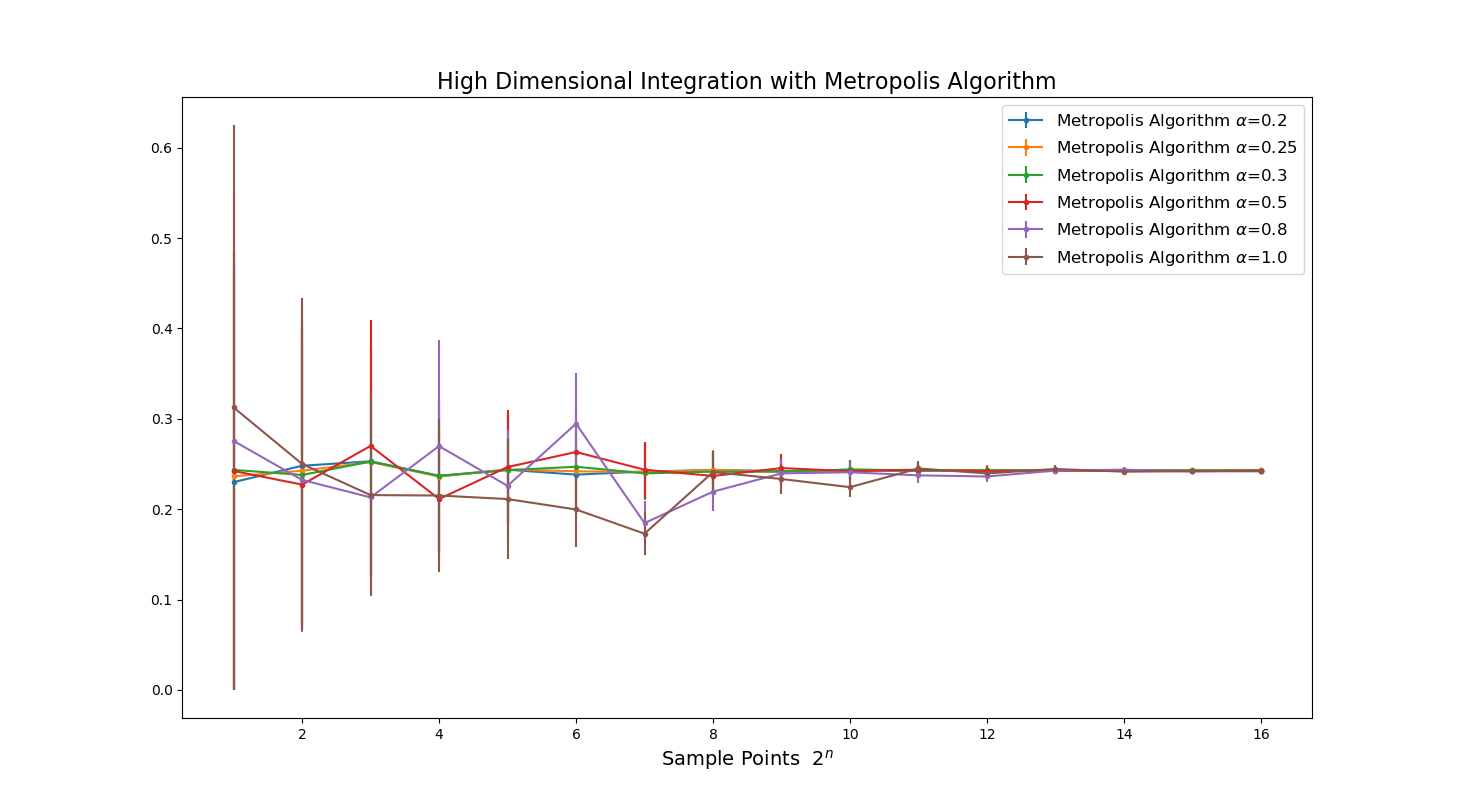 High Dimensional Integration with Metropolis Algorithm
Metropolis Algorithm α=0.2
Metropolis Algorithm α=0.25
Metropolis Algorithm α=0.3
Metropolis Algorithm α=0.5
Metropolis Algorithm α=0.8
Metropolis Algorithm α=1.0
0.6
0.5
0.4
0.3
0.2
0.1
0.0
2 4 6 8 10 12 14 16
Sample Points 2ⁿ